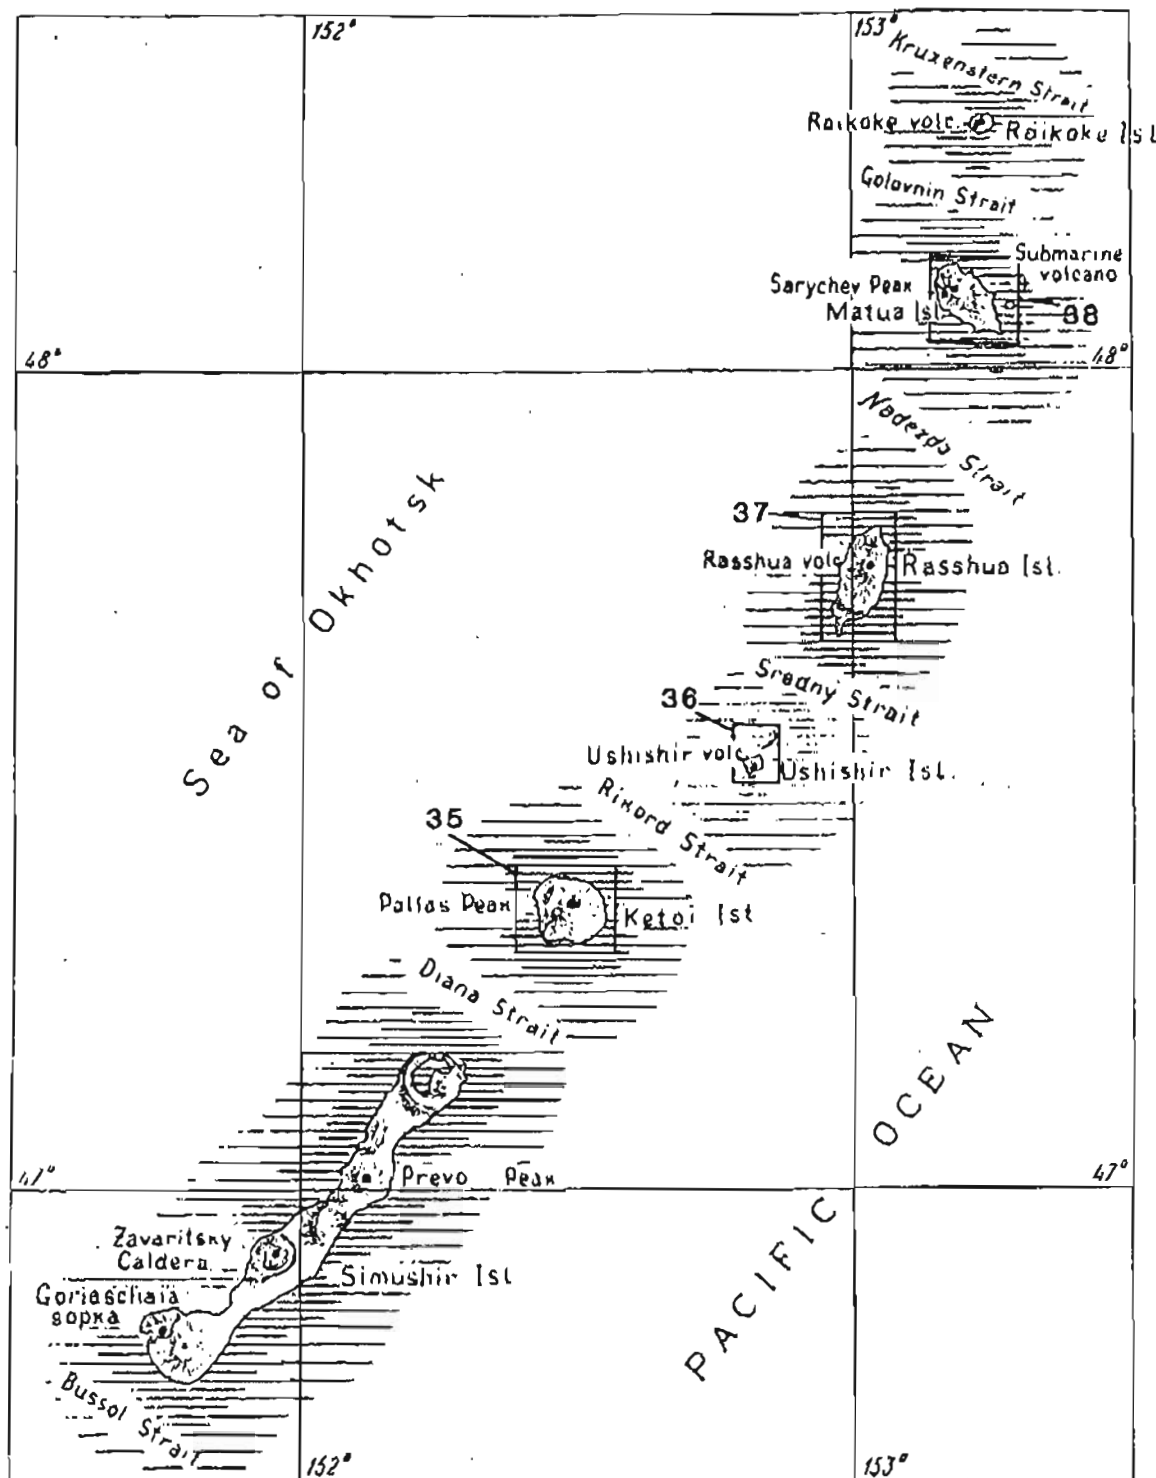 152°
153°
Kruxenstern Strait
Raikoke volc.
Raikoke Isl
Golovnin Strait
Submarine
volcano
Sarychev Peak
Matua Isl.
38
48°
48°
Nadezda Strait
37
Rasshua volc
Rasshua Isl.
Sredny Strait
36
Ushishir volc
Ushishir Isl.
Rikord Strait
35
Pallas Peak
Ketoi Isl
Diana Strait
Sea of Okhotsk
PACIFIC OCEAN
47°
47°
Prevo Peak
Zavaritsky
Caldera
Simushir Isl
Goriaschaia
sopka
Bussol Strait
152°
153°